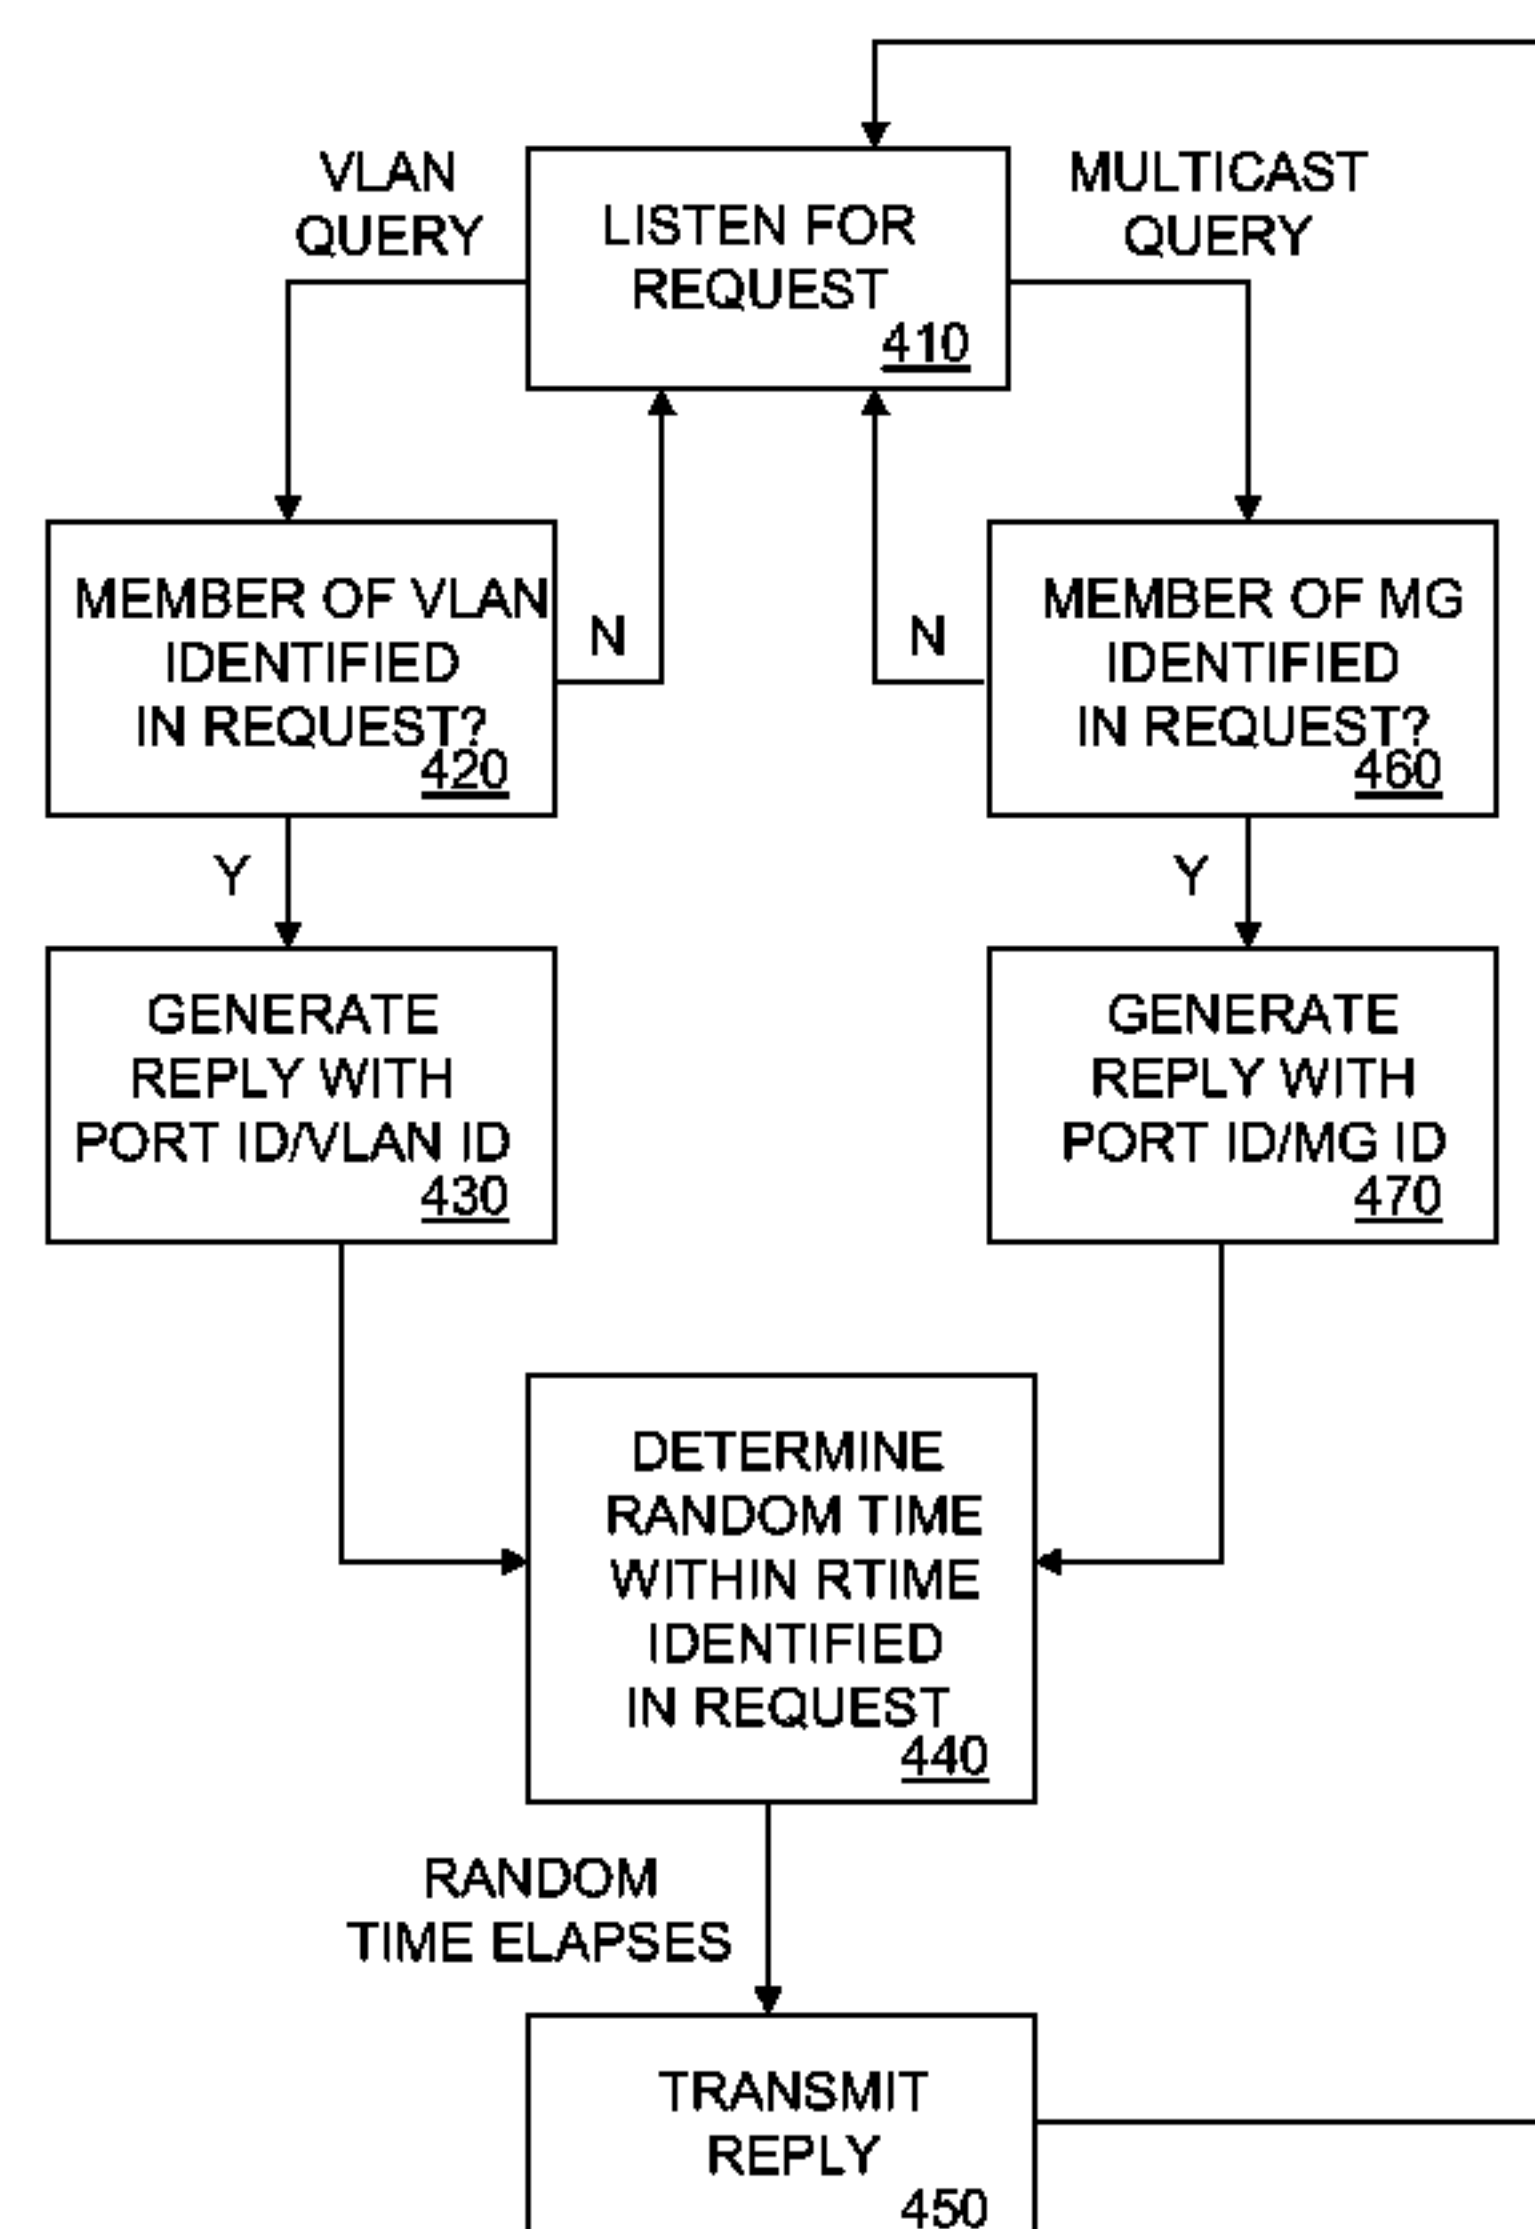 VLAN
QUERY
LISTEN FOR
REQUEST
410
MULTICAST
QUERY
MEMBER OF VLAN
IDENTIFIED
IN REQUEST?
420
N
N
MEMBER OF MG
IDENTIFIED
IN REQUEST?
460
Y
Y
GENERATE
REPLY WITH
PORT ID/VLAN ID
430
GENERATE
REPLY WITH
PORT ID/MG ID
470
DETERMINE
RANDOM TIME
WITHIN RTIME
IDENTIFIED
IN REQUEST
440
RANDOM
TIME ELAPSES
TRANSMIT
REPLY
450